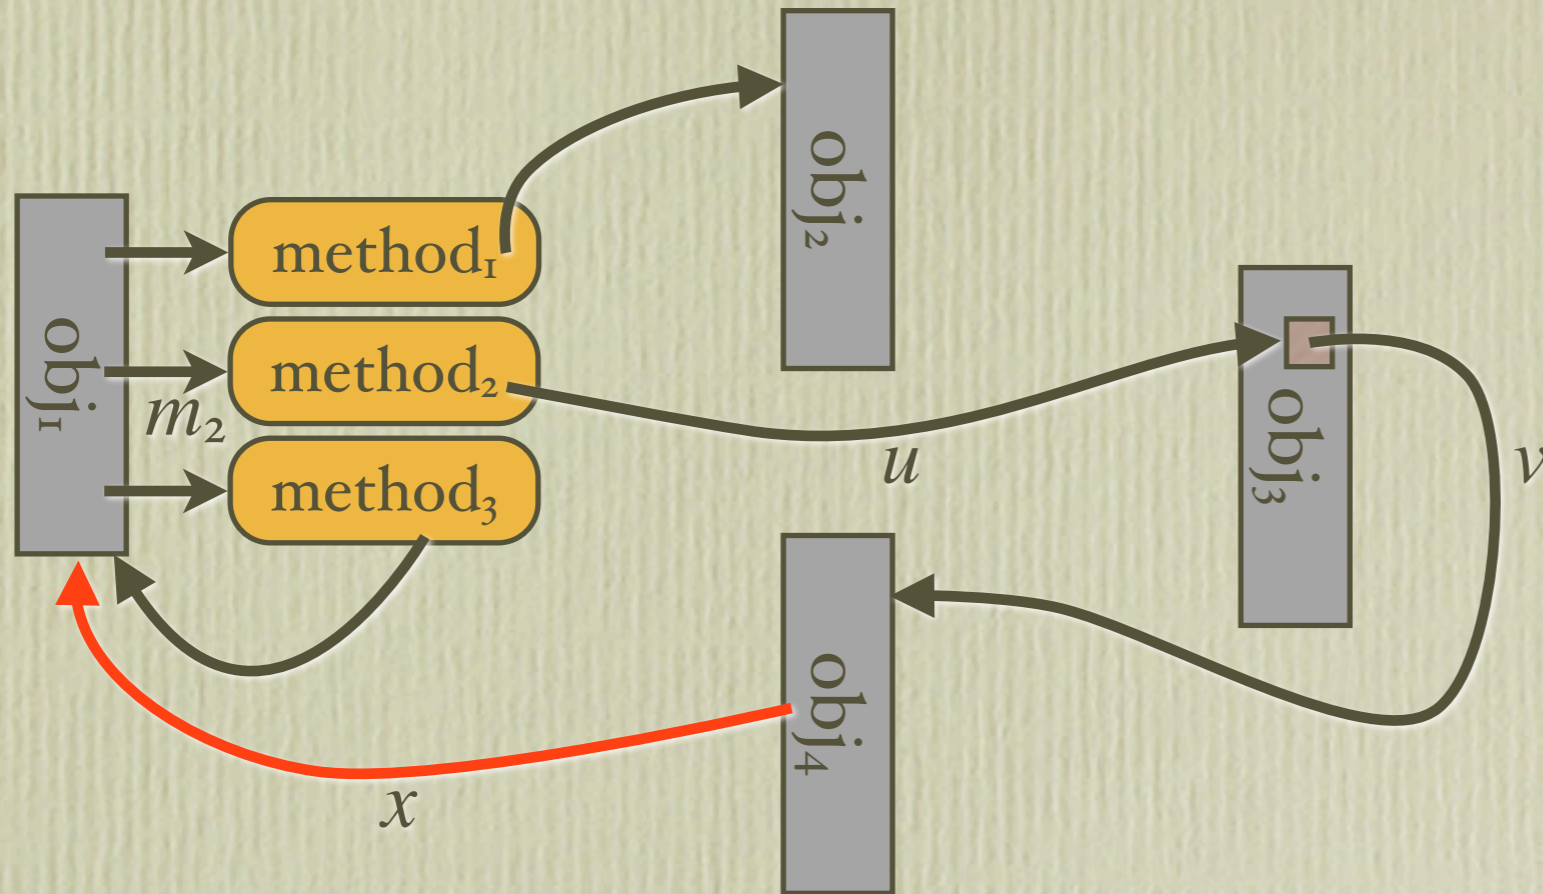 obj₂
method₁
obj₁
method₂
m₂
obj₃
u
v
method₃
obj₄
x